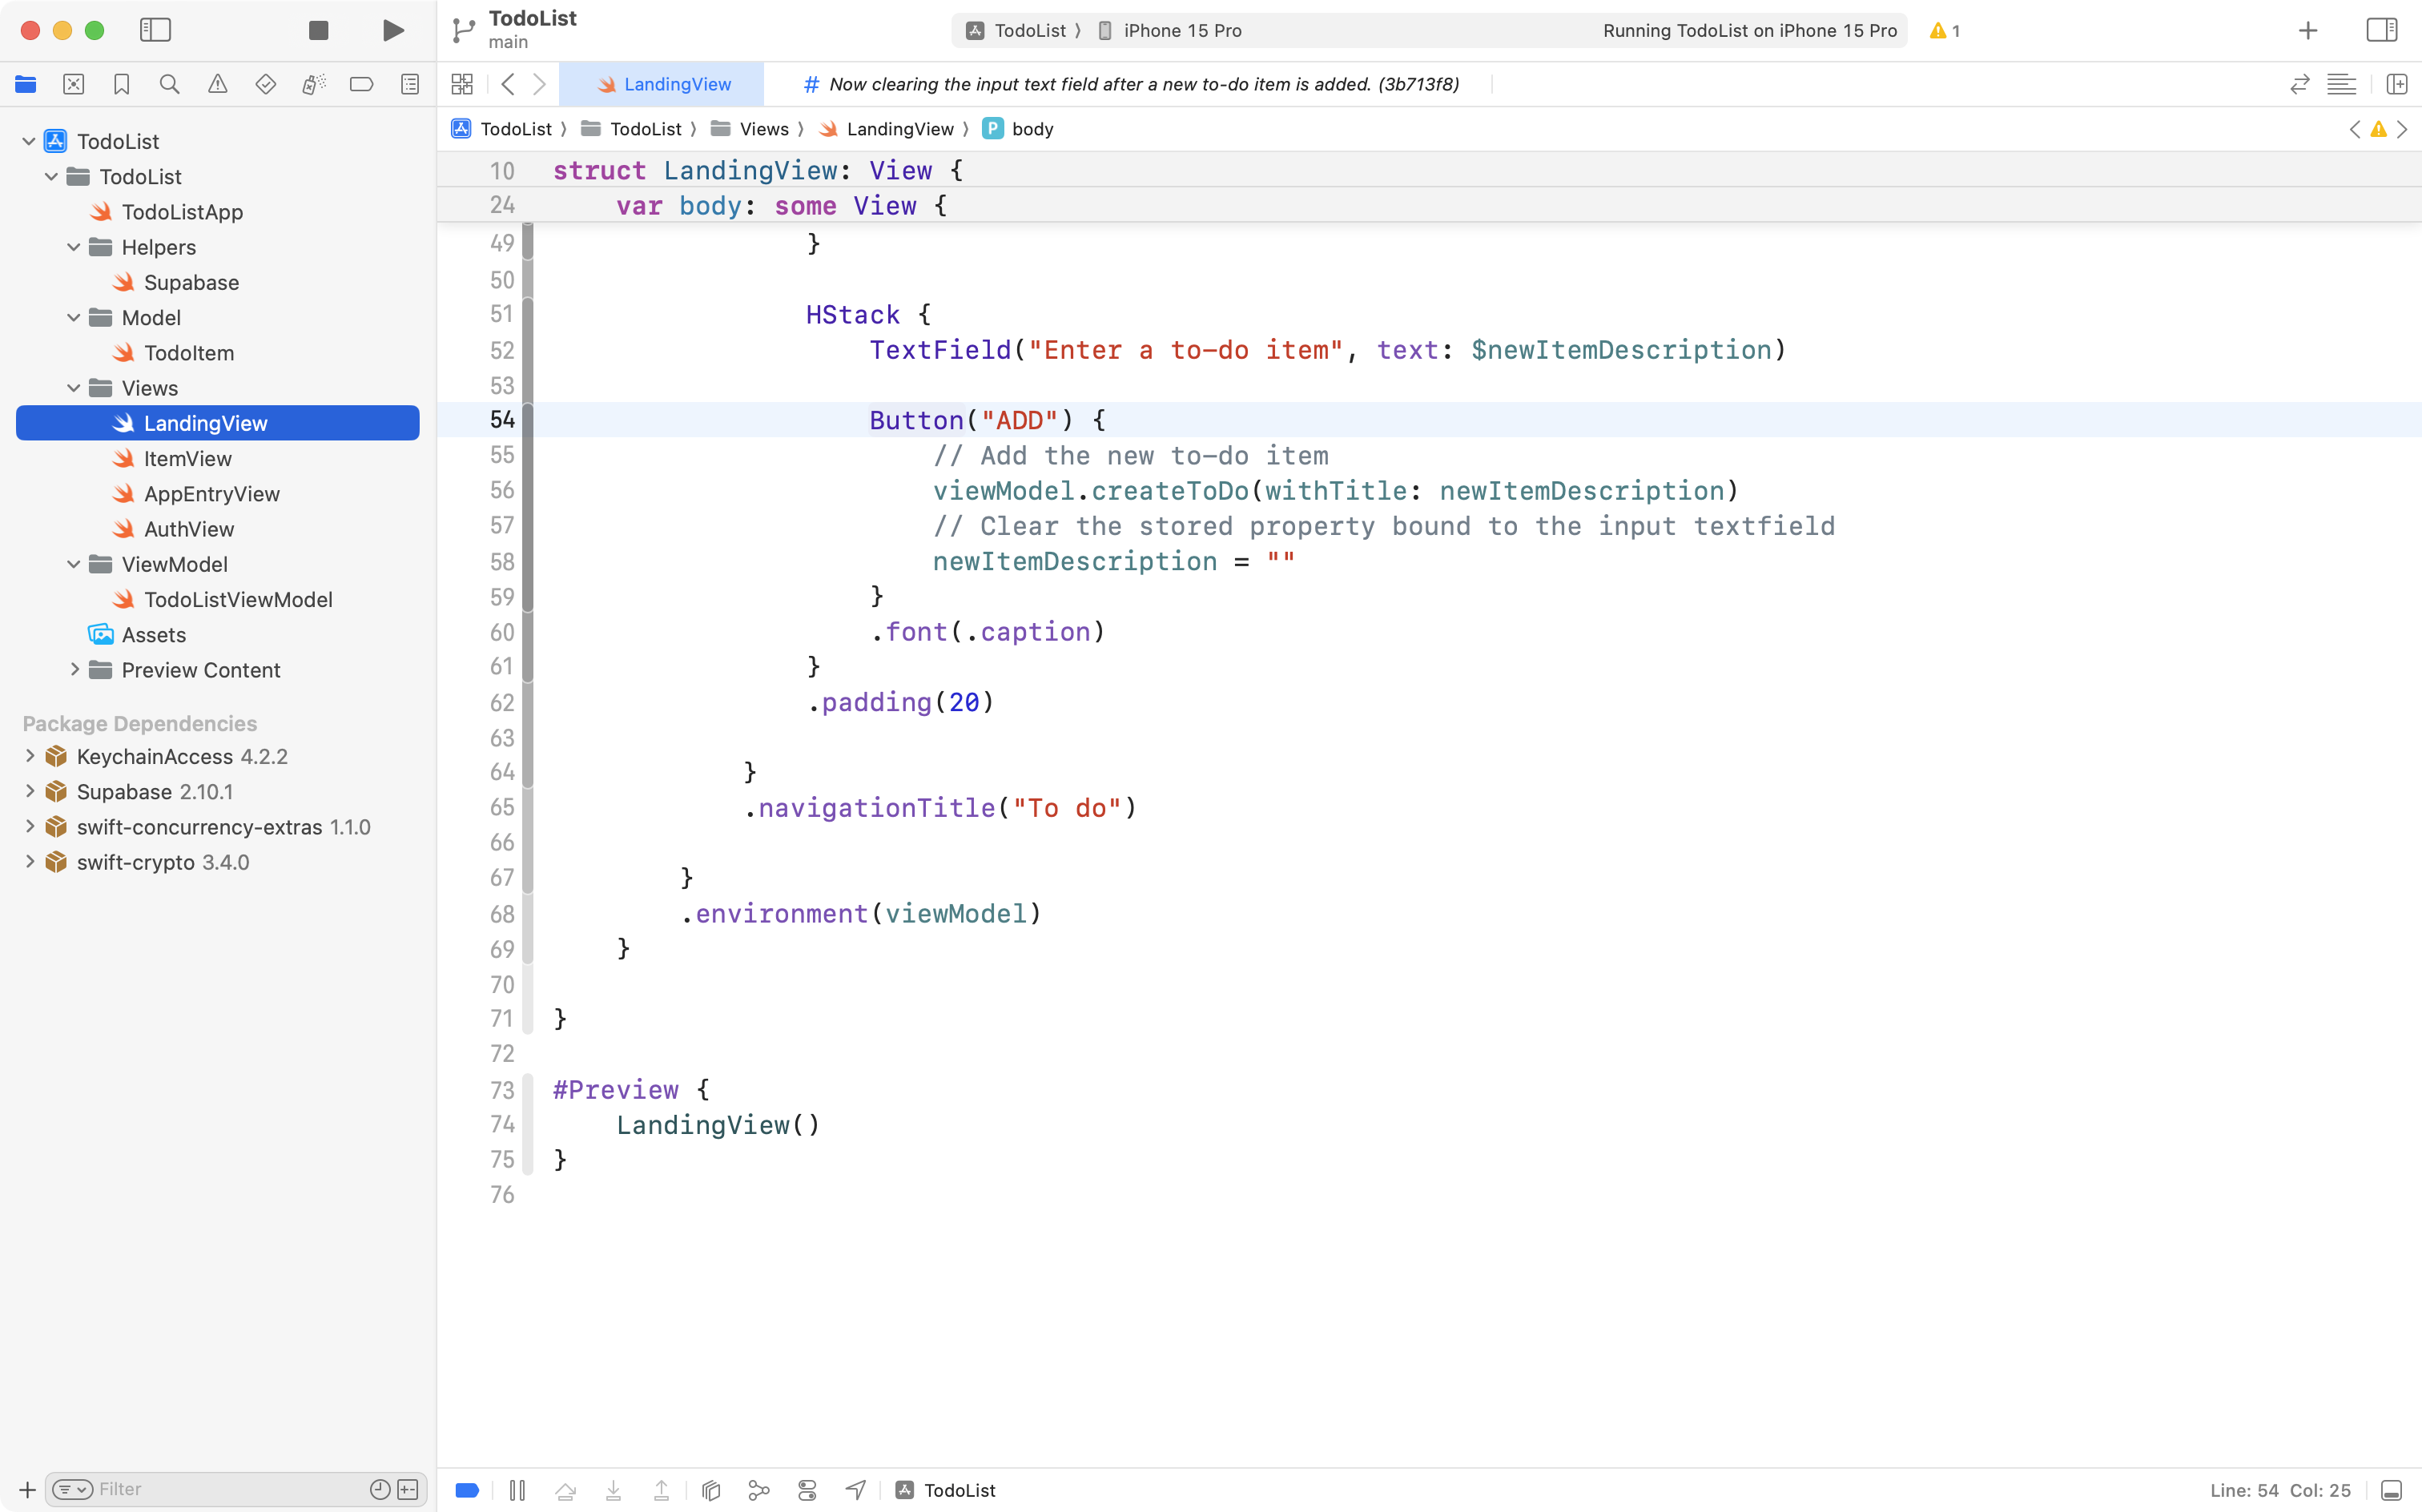 TodoList
main
TodoList 〉 iPhone 15 Pro
Running TodoList on iPhone 15 Pro
1
LandingView
# Now clearing the input text field after a new to-do item is added. (3b713f8)
TodoList 〉 TodoList 〉 Views 〉 LandingView 〉 P body
TodoList
TodoList
TodoListApp
Helpers
Supabase
Model
TodoItem
Views
LandingView
ItemView
AppEntryView
AuthView
ViewModel
TodoListViewModel
Assets
Preview Content
Package Dependencies
KeychainAccess 4.2.2
Supabase 2.10.1
swift-concurrency-extras 1.1.0
swift-crypto 3.4.0
Filter
10 struct LandingView: View {
24 var body: some View {
49 }
50
51 HStack {
52 TextField("Enter a to-do item", text: $newItemDescription)
53
54 Button("ADD") {
55 // Add the new to-do item
56 viewModel.createToDo(withTitle: newItemDescription)
57 // Clear the stored property bound to the input textfield
58 newItemDescription = ""
59 }
60 .font(.caption)
61 }
62 .padding(20)
63
64 }
65 .navigationTitle("To do")
66
67 }
68 .environment(viewModel)
69 }
70
71 }
72
73 #Preview {
74 LandingView()
75 }
76
TodoList
Line: 54 Col: 25